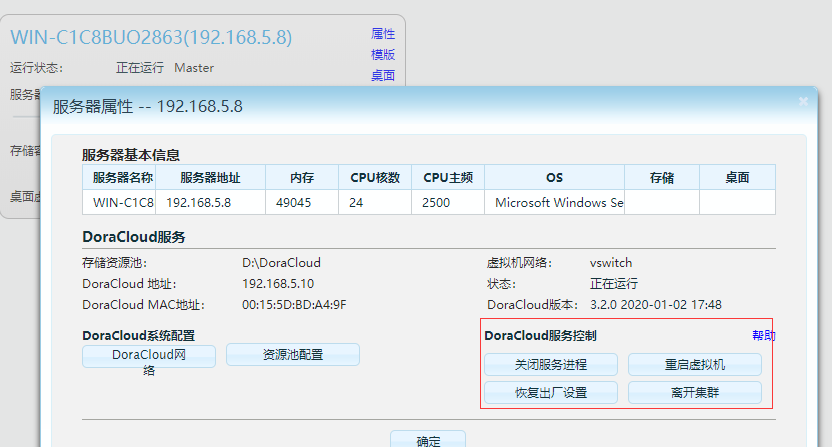 WIN-C1C8BUO2863(192.168.5.8)
属性
模版
运行状态: 正在运行 Master
桌面
服务器
存储容
桌面虚
服务器属性 -- 192.168.5.8
服务器基本信息
服务器名称 服务器地址 内存 CPU核数 CPU主频 OS 存储 桌面
WIN-C1C8 192.168.5.8 49045 24 2500 Microsoft Windows Se
DoraCloud服务
存储资源池: D:\DoraCloud 虚拟机网络: vswitch
DoraCloud 地址: 192.168.5.10 状态: 正在运行
DoraCloud MAC地址: 00:15:5D:BD:A4:9F DoraCloud版本: 3.2.0 2020-01-02 17:48
DoraCloud系统配置 DoraCloud服务控制 帮助
DoraCloud网
络
资源池配置 关闭服务进程 重启虚拟机
恢复出厂设置 离开集群
确定